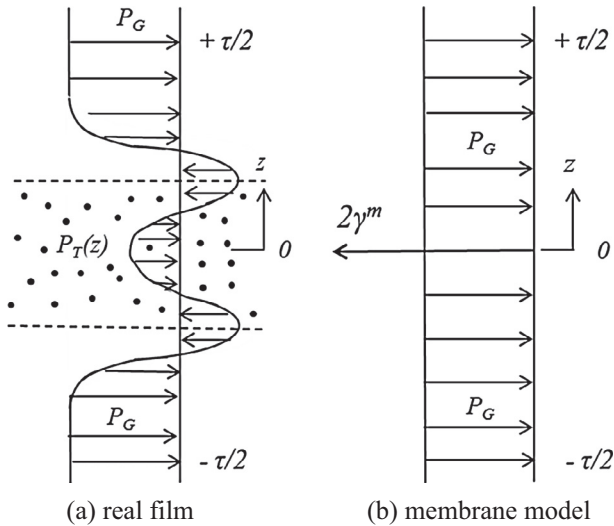 P_G
+ τ/2
z
P_T(z)
0
P_G
- τ/2
(a) real film
+ τ/2
P_G
z
2γ^m
0
P_G
- τ/2
(b) membrane model